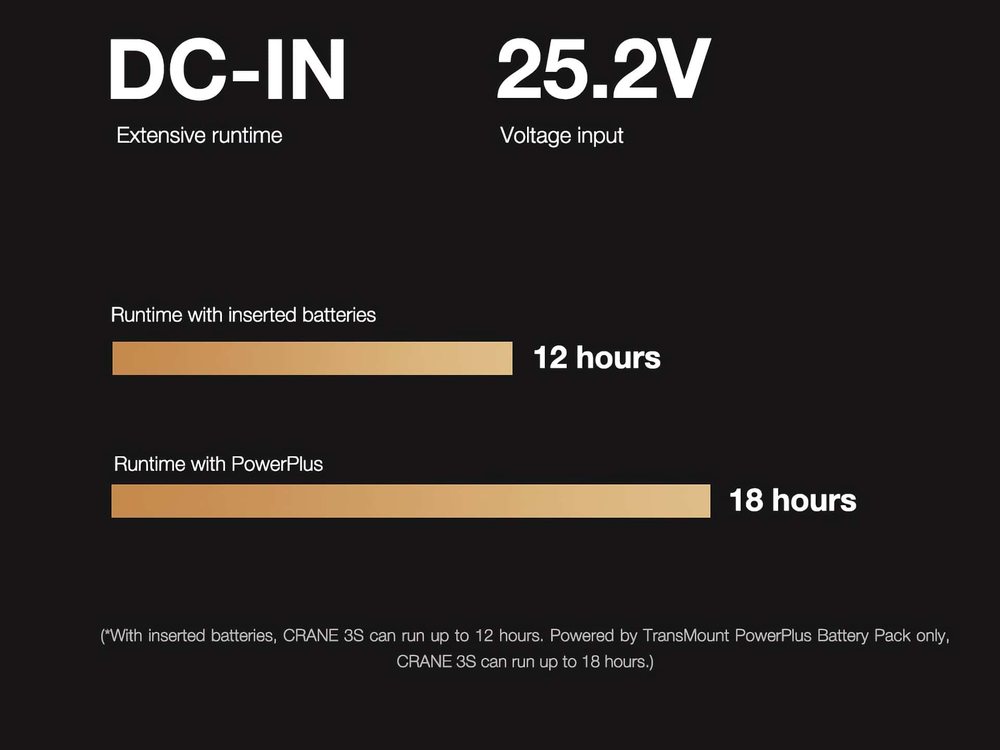 DC-IN
25.2V
Extensive runtime
Voltage input
Runtime with inserted batteries
12 hours
Runtime with PowerPlus
18 hours
(*With inserted batteries, CRANE 3S can run up to 12 hours. Powered by TransMount PowerPlus Battery Pack only,
CRANE 3S can run up to 18 hours.)